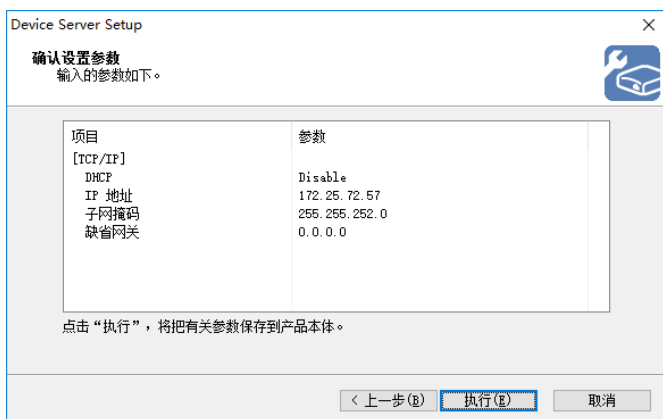 Device Server Setup
确认设置参数
输入的参数如下。
项目 参数
[TCP/IP]
DHCP Disable
IP 地址 172.25.72.57
子网掩码 255.255.252.0
缺省网关 0.0.0.0
点击“执行”，将把有关参数保存到产品本体。
< 上一步(B) 执行(E) 取消